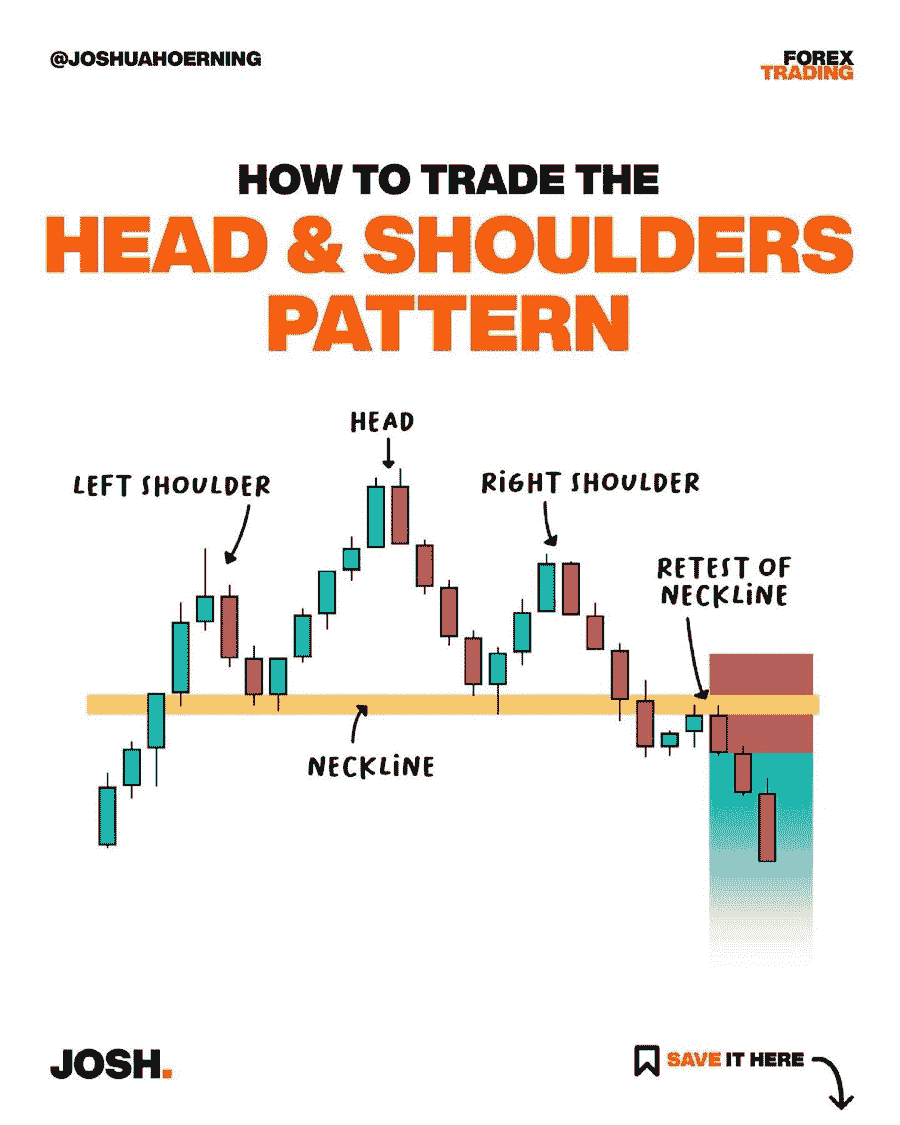 @JOSHUAHOERNING
FOREX
TRADING
HOW TO TRADE THE
HEAD & SHOULDERS
PATTERN
HEAD
LEFT SHOULDER
RIGHT SHOULDER
RETEST OF
NECKLINE
NECKLINE
JOSH.
SAVE IT HERE